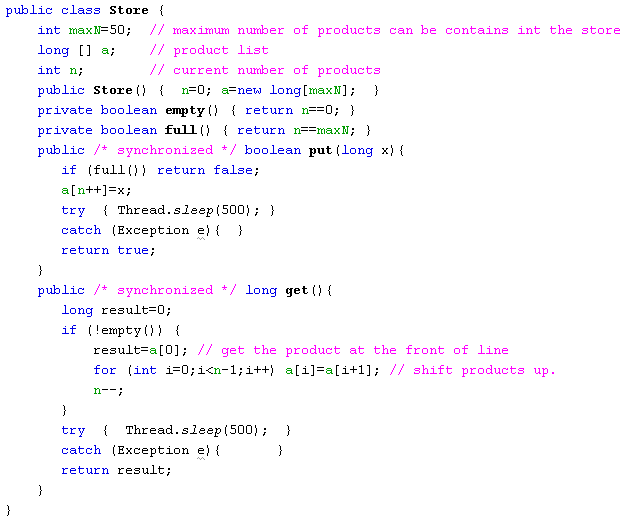 public class Store {
    int maxN=50;  // maximum number of products can be contains int the store
    long [] a;    // product list
    int n;        // current number of products
    public Store() {  n=0; a=new long[maxN];  }
    private boolean empty() { return n==0; }
    private boolean full() { return n==maxN; }
    public /* synchronized */ boolean put(long x){
       if (full()) return false;
       a[n++]=x;
       try  { Thread.sleep(500); }
       catch (Exception e){  }
       return true;
    }
    public /* synchronized */ long get(){
       long result=0;
       if (!empty()) {
           result=a[0]; // get the product at the front of line
           for (int i=0;i<n-1;i++) a[i]=a[i+1]; // shift products up.
           n--;
       }
       try  {  Thread.sleep(500);  }
       catch (Exception e){       }
       return result;
    }
}